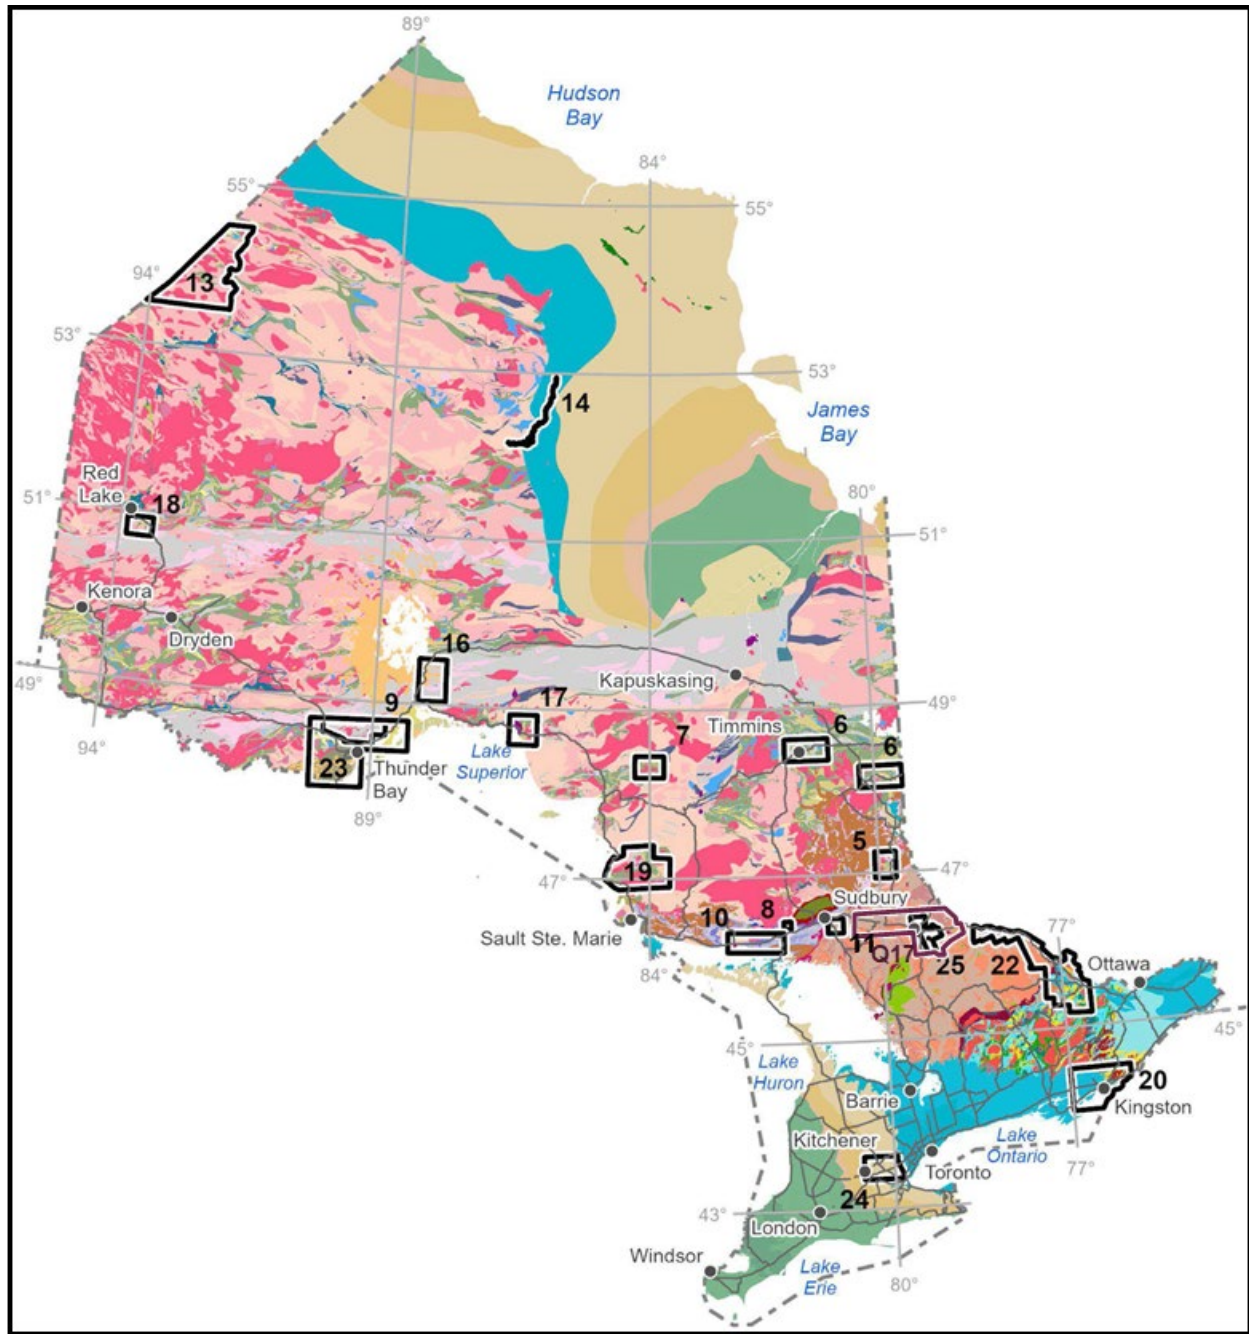 89°
Hudson
Bay
84°
55°
55°
94°
13
53°
53°
14
James
Bay
Red
Lake
51°
18
80°
51°
Kenora
Dryden
16
Kapuskasing
49°
49°
9
17
Timmins
6
7
6
94°
Lake
Superior
23
Thunder
Bay
89°
5
47°
19
47°
Sudbury
10
8
77°
Sault Ste. Marie
11
Q17
25
22
Ottawa
84°
45°
45°
Lake
Huron
Barrie
20
Kingston
Kitchener
Lake
Ontario
Toronto
77°
24
43°
London
Windsor
Lake
Erie
80°